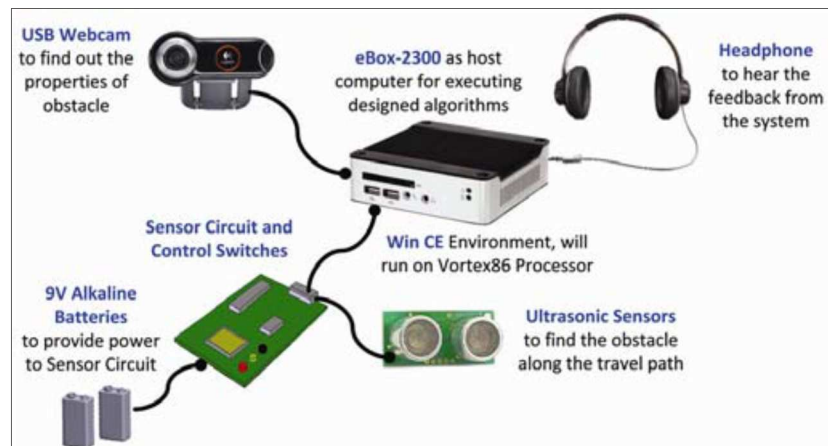 USB Webcam
to find out the
properties of
obstacle
eBox-2300 as host
computer for executing
designed algorithms
Headphone
to hear the
feedback from
the system
Sensor Circuit and
Control Switches
Win CE Environment, will
run on Vortex86 Processor
9V Alkaline
Batteries
to provide power
to Sensor Circuit
Ultrasonic Sensors
to find the obstacle
along the travel path